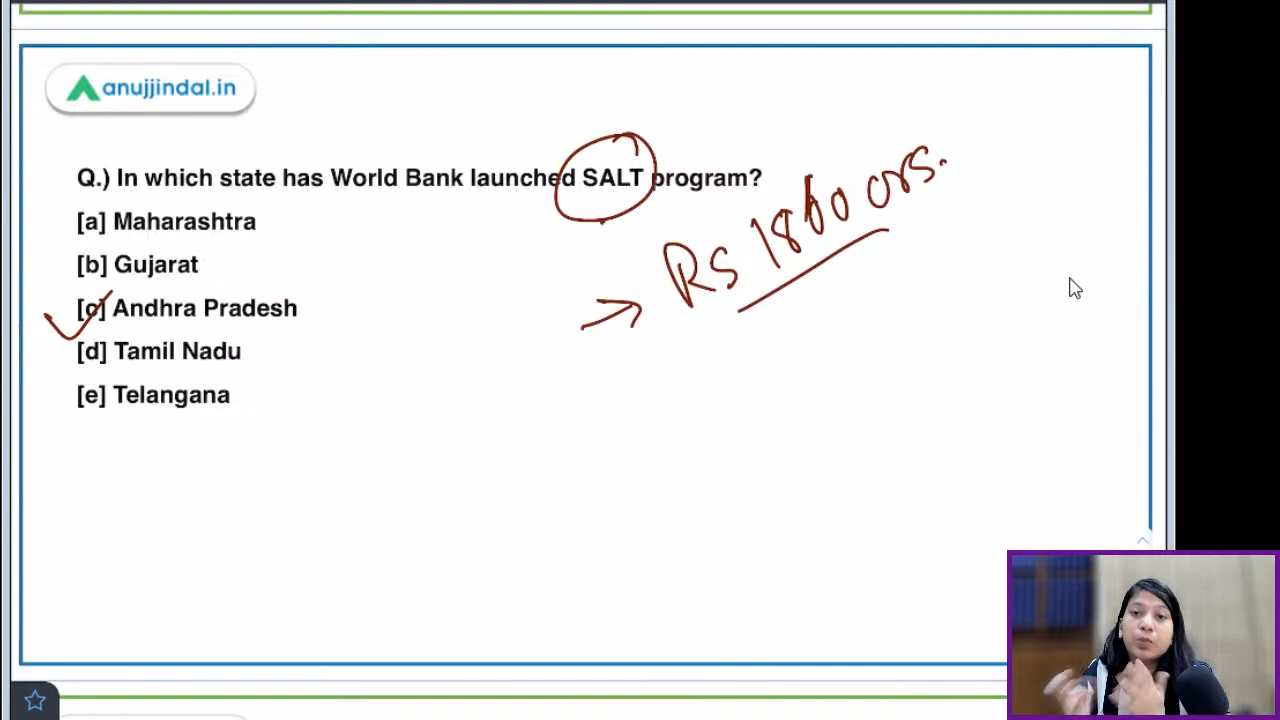 anujjindal.in
Q.) In which state has World Bank launched SALT program?
[a] Maharashtra
[b] Gujarat
[c] Andhra Pradesh
[d] Tamil Nadu
[e] Telangana
Rs 1860 crs.